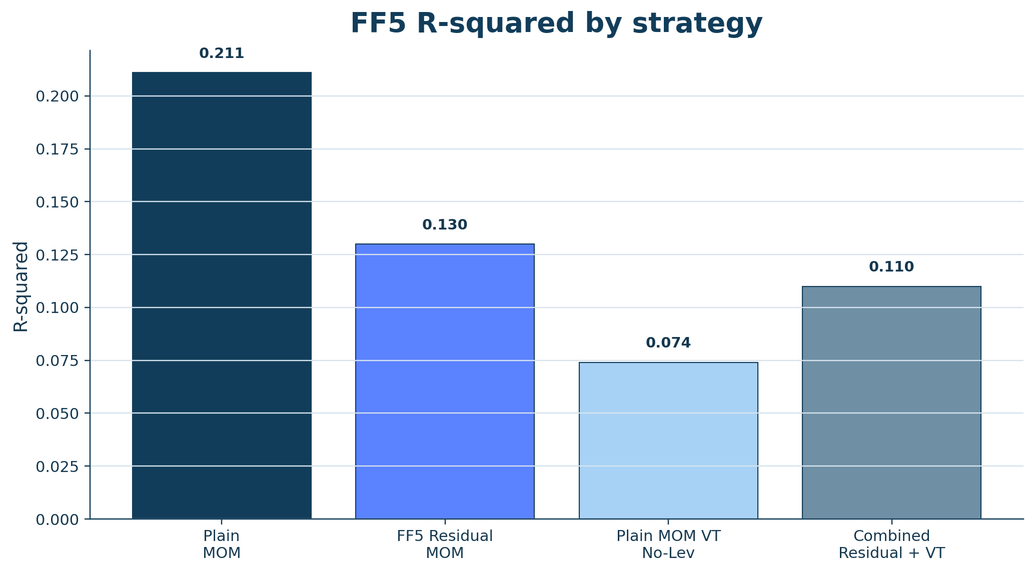 FF5 R-squared by strategy
0.211
0.200
0.175
0.150
0.130
0.125
0.110
0.100
0.074
0.075
0.050
0.025
0.000
R-squared
Plain
MOM
FF5 Residual
MOM
Plain MOM VT
No-Lev
Combined
Residual + VT